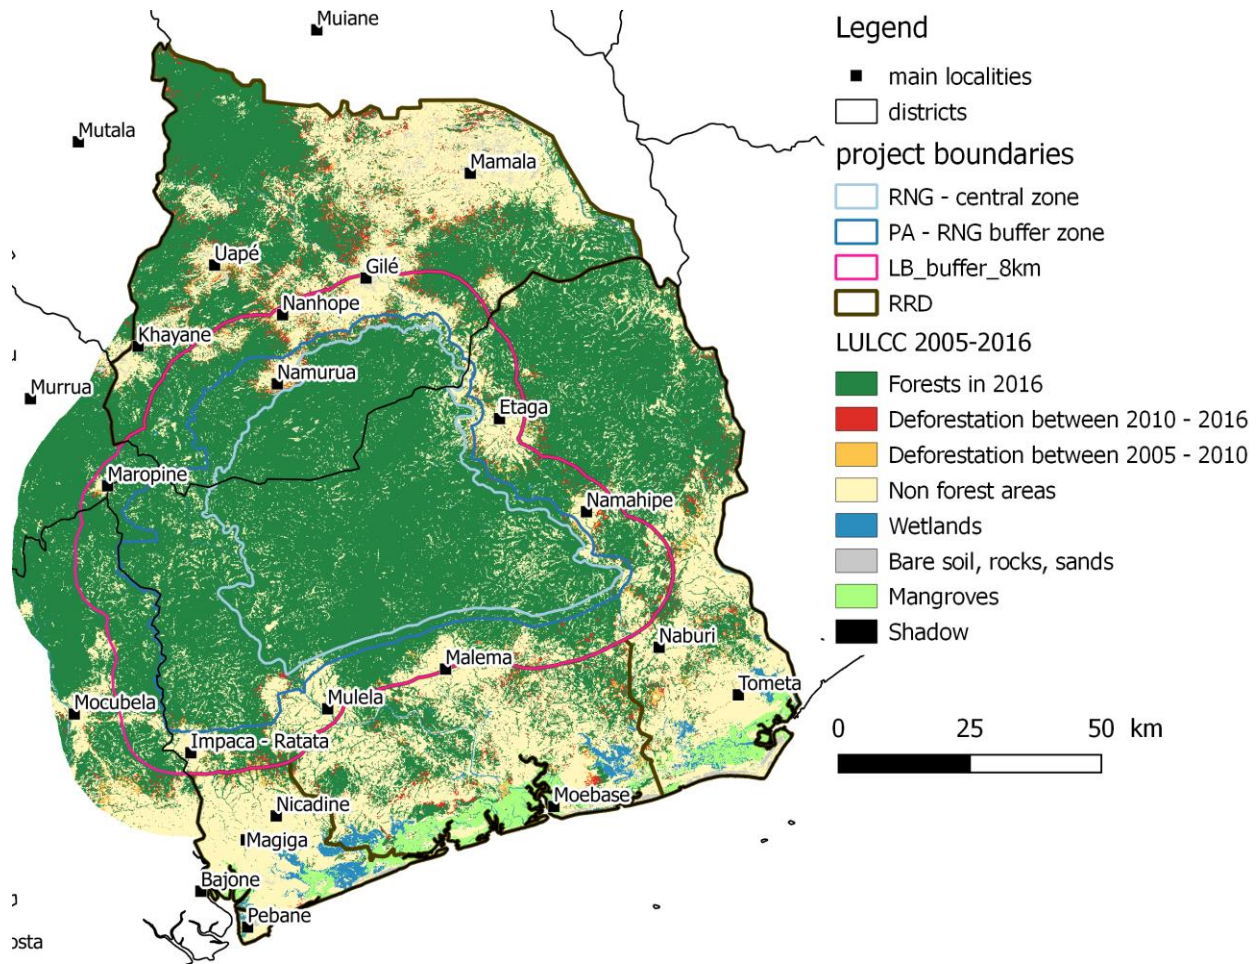 Muiane
Mutala
Mamala
Uapé
Gilé
Nanhope
Khayane
Namurua
Murrua
Etaga
Maropine
Namahipe
Naburi
Malema
Tometa
Mulela
Mocubela
Impaca - Ratata
Moebase
Nicadine
Magiga
Bajone
Pebane
osta
Legend
main localities
districts
project boundaries
RNG - central zone
PA - RNG buffer zone
LB_buffer_8km
RRD
LULCC 2005-2016
Forests in 2016
Deforestation between 2010 - 2016
Deforestation between 2005 - 2010
Non forest areas
Wetlands
Bare soil, rocks, sands
Mangroves
Shadow
0 25 50 km